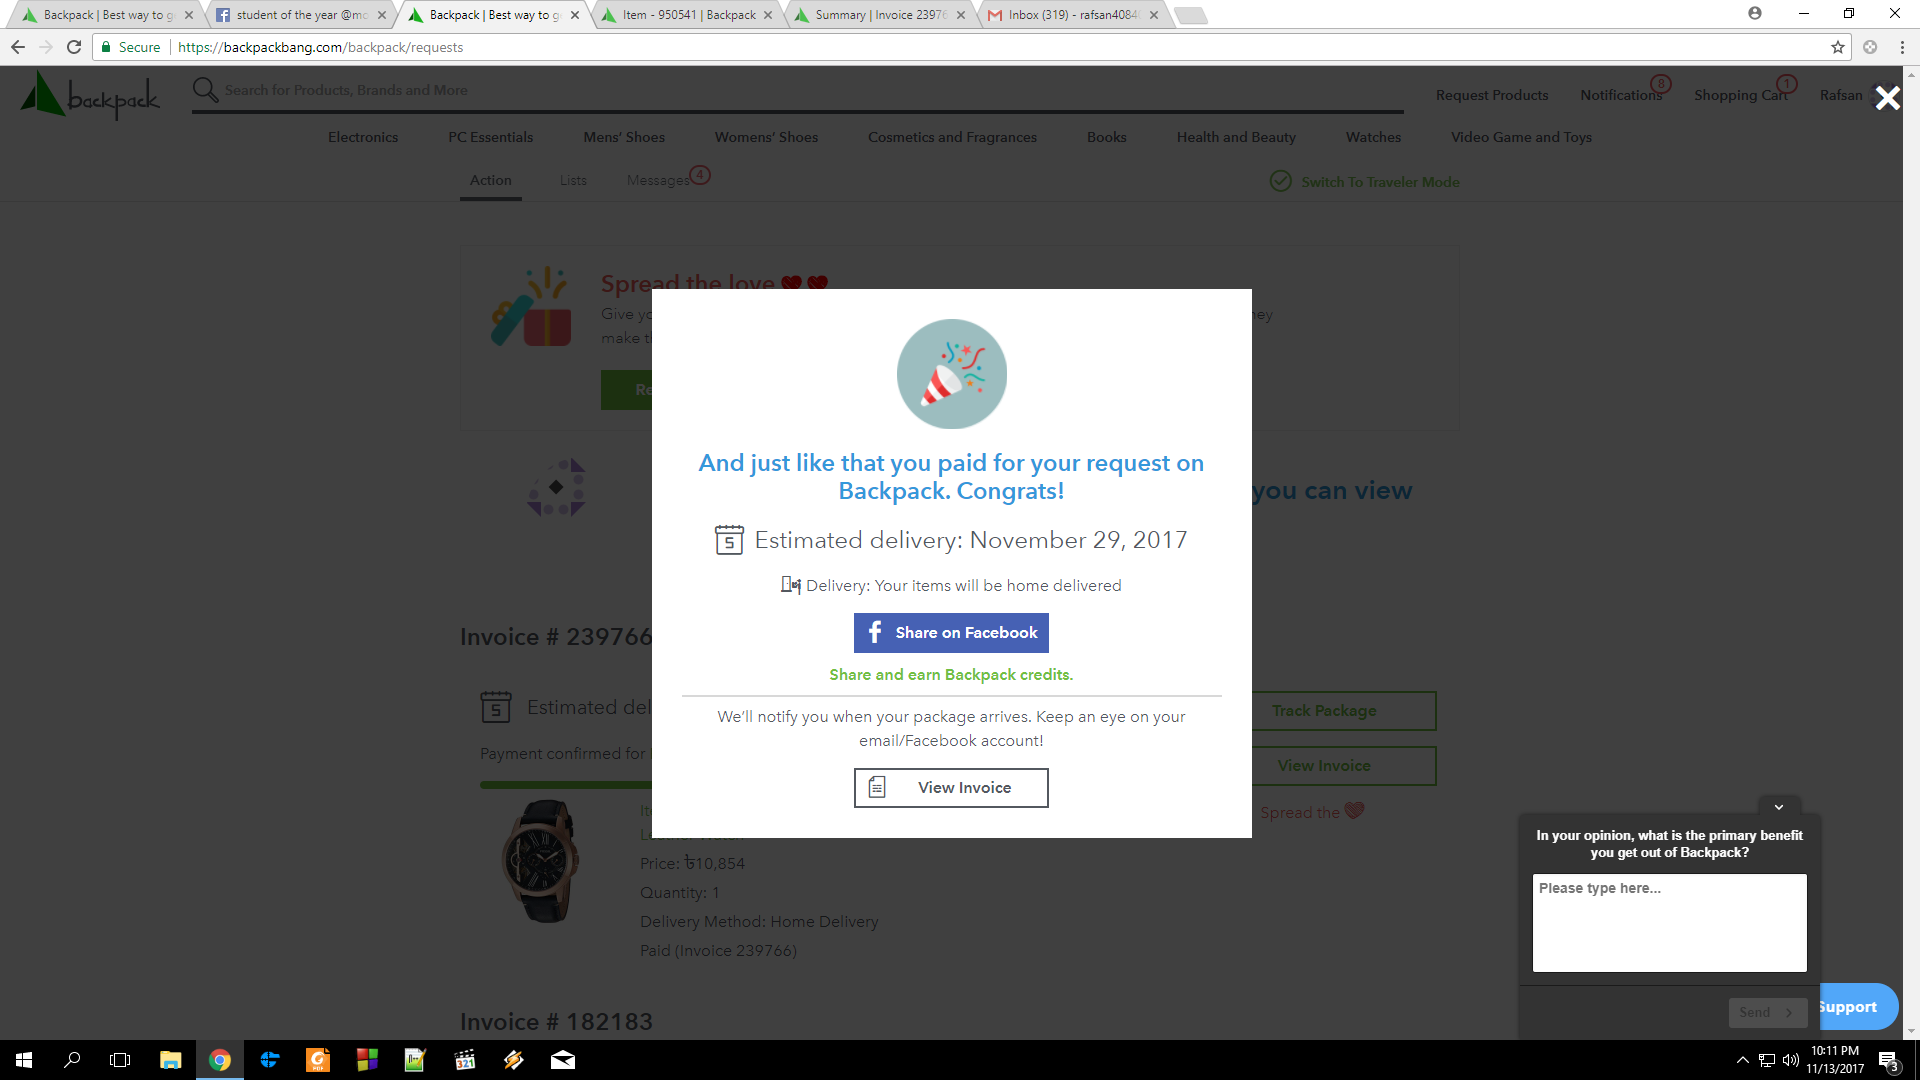 Backpack | Best way to g
student of the year @mc
Backpack | Best way to g
Item - 950541 | Backpack
Summary | Invoice 23976
Inbox (319) - rafsan4084
Secure
https://backpackbang.com/backpack/requests
backpack
Search for Products, Brands and More
Request Products
Notifications
8
Shopping Cart
1
Rafsan
Electronics
PC Essentials
Mens' Shoes
Womens' Shoes
Cosmetics and Fragrances
Books
Health and Beauty
Watches
Video Game and Toys
Action
Lists
Messages
4
Switch To Traveler Mode
Spread the love
Give yo
hey
make t
Re
And just like that you paid for your request on
Backpack. Congrats!
you can view
5 Estimated delivery: November 29, 2017
Delivery: Your items will be home delivered
f Share on Facebook
Share and earn Backpack credits.
We'll notify you when your package arrives. Keep an eye on your
email/Facebook account!
View Invoice
Invoice # 239766
5 Estimated del
Payment confirmed for
Track Package
View Invoice
Spread the
Price: ৳10,854
Quantity: 1
Delivery Method: Home Delivery
Paid (Invoice 239766)
Invoice # 182183
In your opinion, what is the primary benefit
you get out of Backpack?
Please type here...
Send
Support
10:11 PM
11/13/2017
3